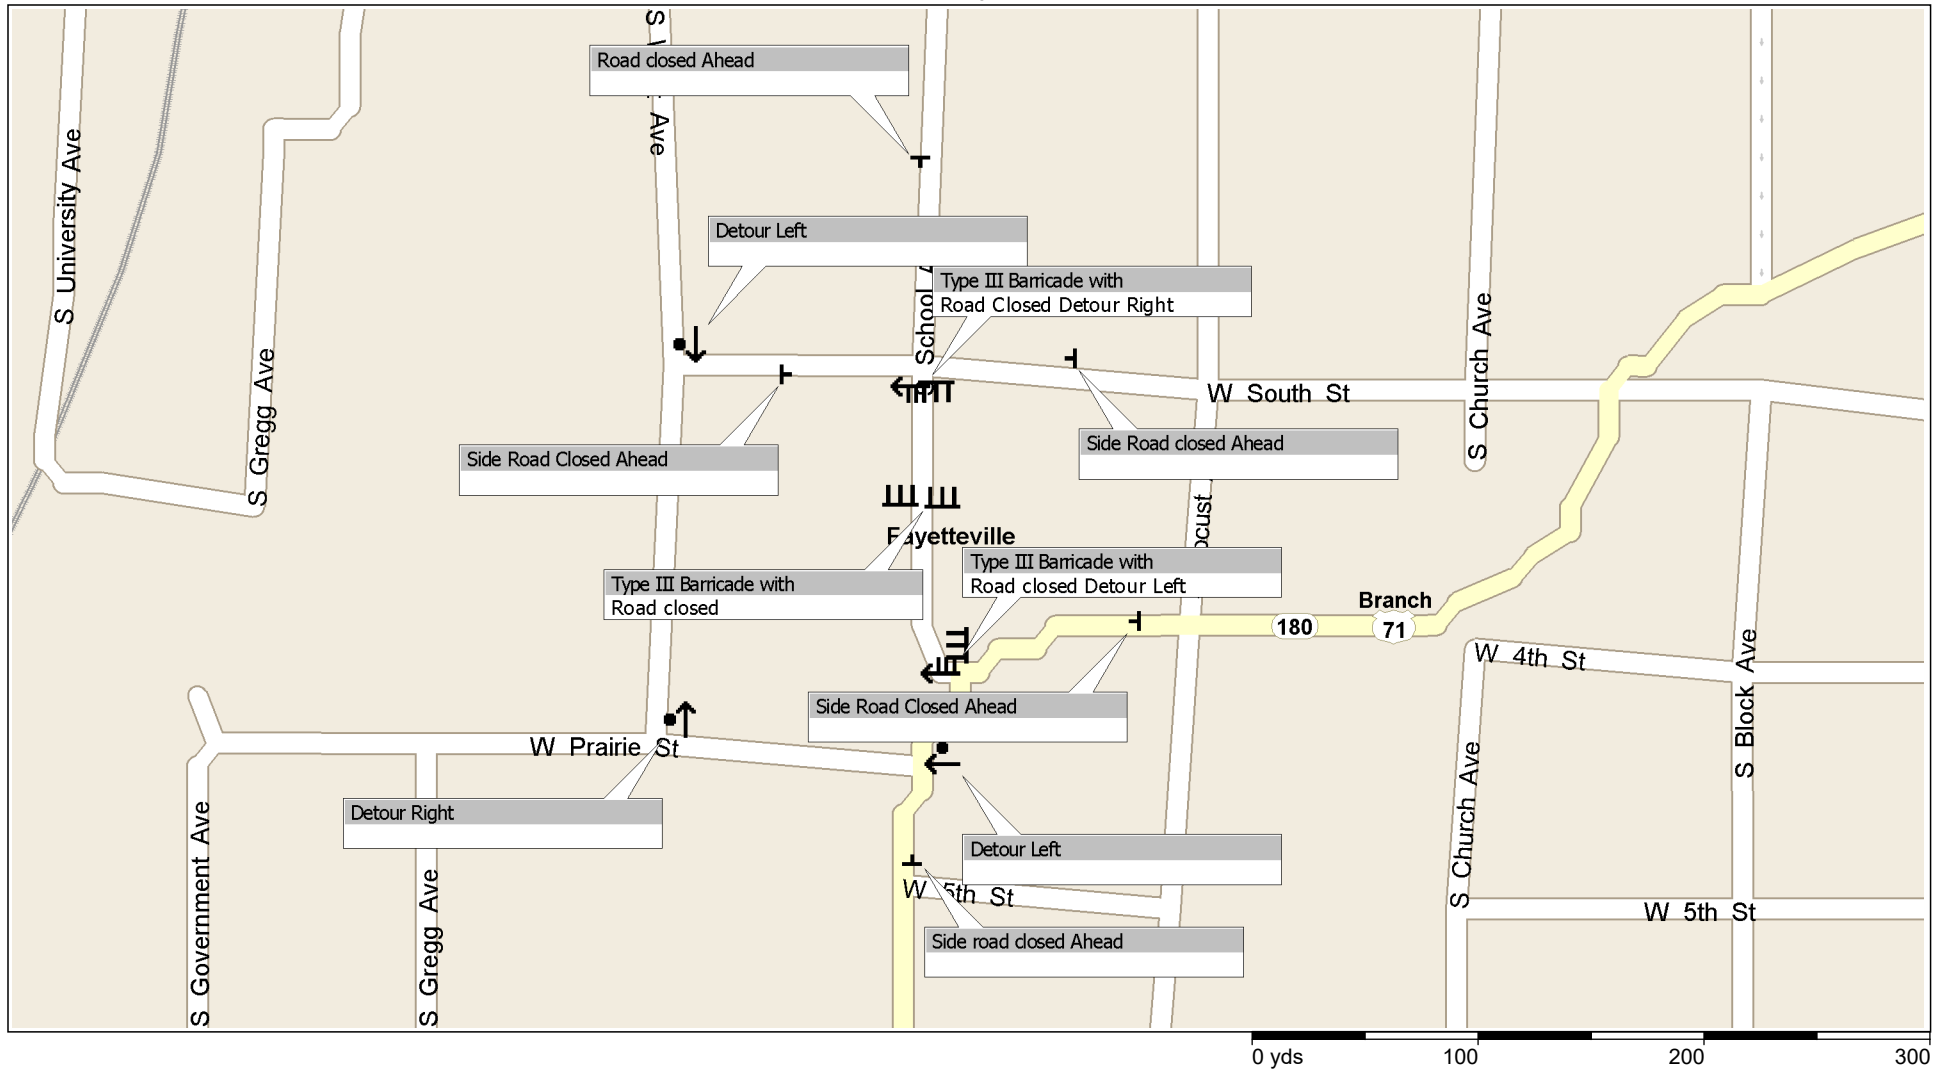 S
Ave
Road closed Ahead
S University Ave
Detour Left
Type III Barricade with
Road Closed Detour Right
S School
S Gregg Ave
S Church Ave
W South St
Side Road Closed Ahead
Side Road closed Ahead
Fayetteville
Type III Barricade with
Road closed Detour Left
Type III Barricade with
Road closed
Branch
180
71
W 4th St
S Block Ave
Side Road Closed Ahead
W Prairie St
Detour Right
Detour Left
S Government Ave
S Gregg Ave
S Church Ave
W 5th St
W 5th St
Side road closed Ahead
0 yds 100 200 300